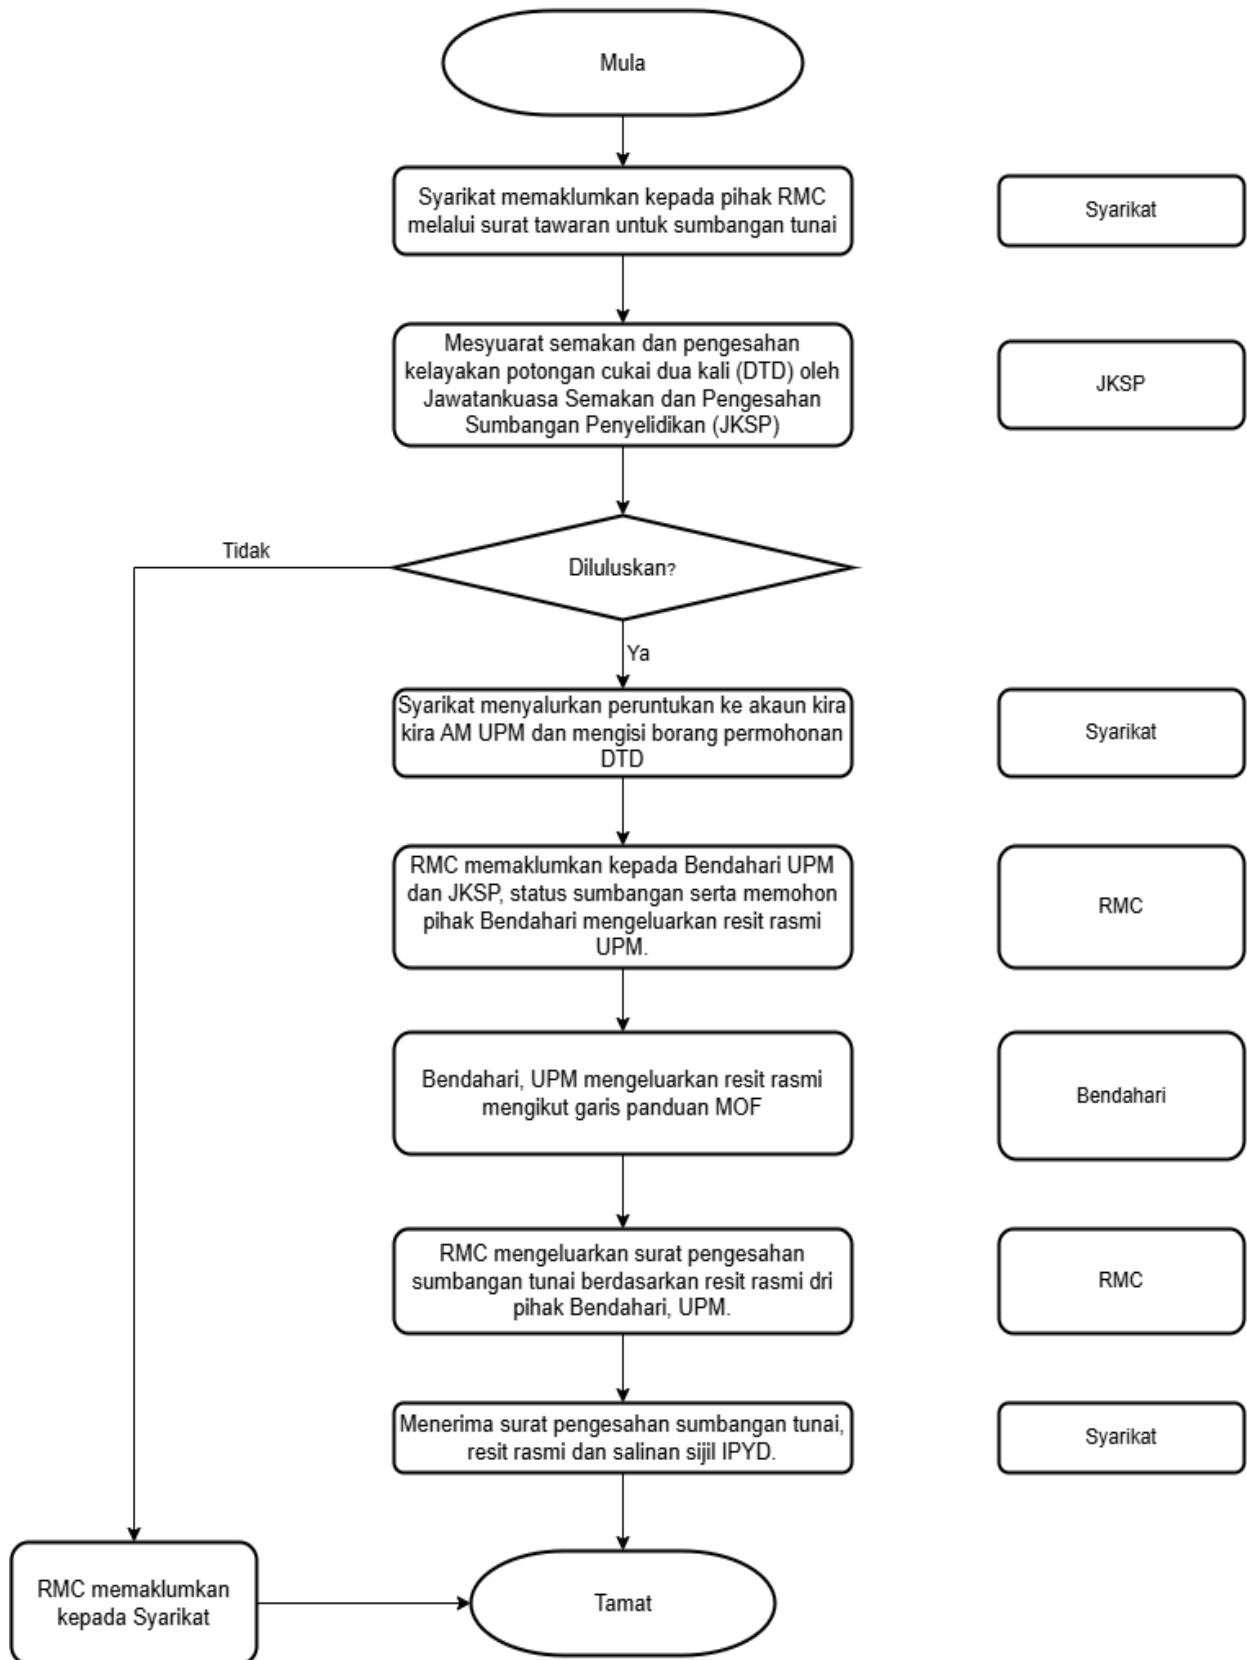 Mula
Syarikat memaklumkan kepada pihak RMC
melalui surat tawaran untuk sumbangan tunai
Syarikat
Mesyuarat semakan dan pengesahan
kelayakan potongan cukai dua kali (DTD) oleh
Jawatankuasa Semakan dan Pengesahan
Sumbangan Penyelidikan (JKSP)
JKSP
Tidak
Diluluskan?
Ya
Syarikat menyalurkan peruntukan ke akaun kira
kira AM UPM dan mengisi borang permohonan
DTD
Syarikat
RMC memaklumkan kepada Bendahari UPM
dan JKSP, status sumbangan serta memohon
pihak Bendahari mengeluarkan resit rasmi
UPM.
RMC
Bendahari, UPM mengeluarkan resit rasmi
mengikut garis panduan MOF
Bendahari
RMC mengeluarkan surat pengesahan
sumbangan tunai berdasarkan resit rasmi dri
pihak Bendahari, UPM.
RMC
Menerima surat pengesahan sumbangan tunai,
resit rasmi dan salinan sijil IPYD.
Syarikat
RMC memaklumkan
kepada Syarikat
Tamat